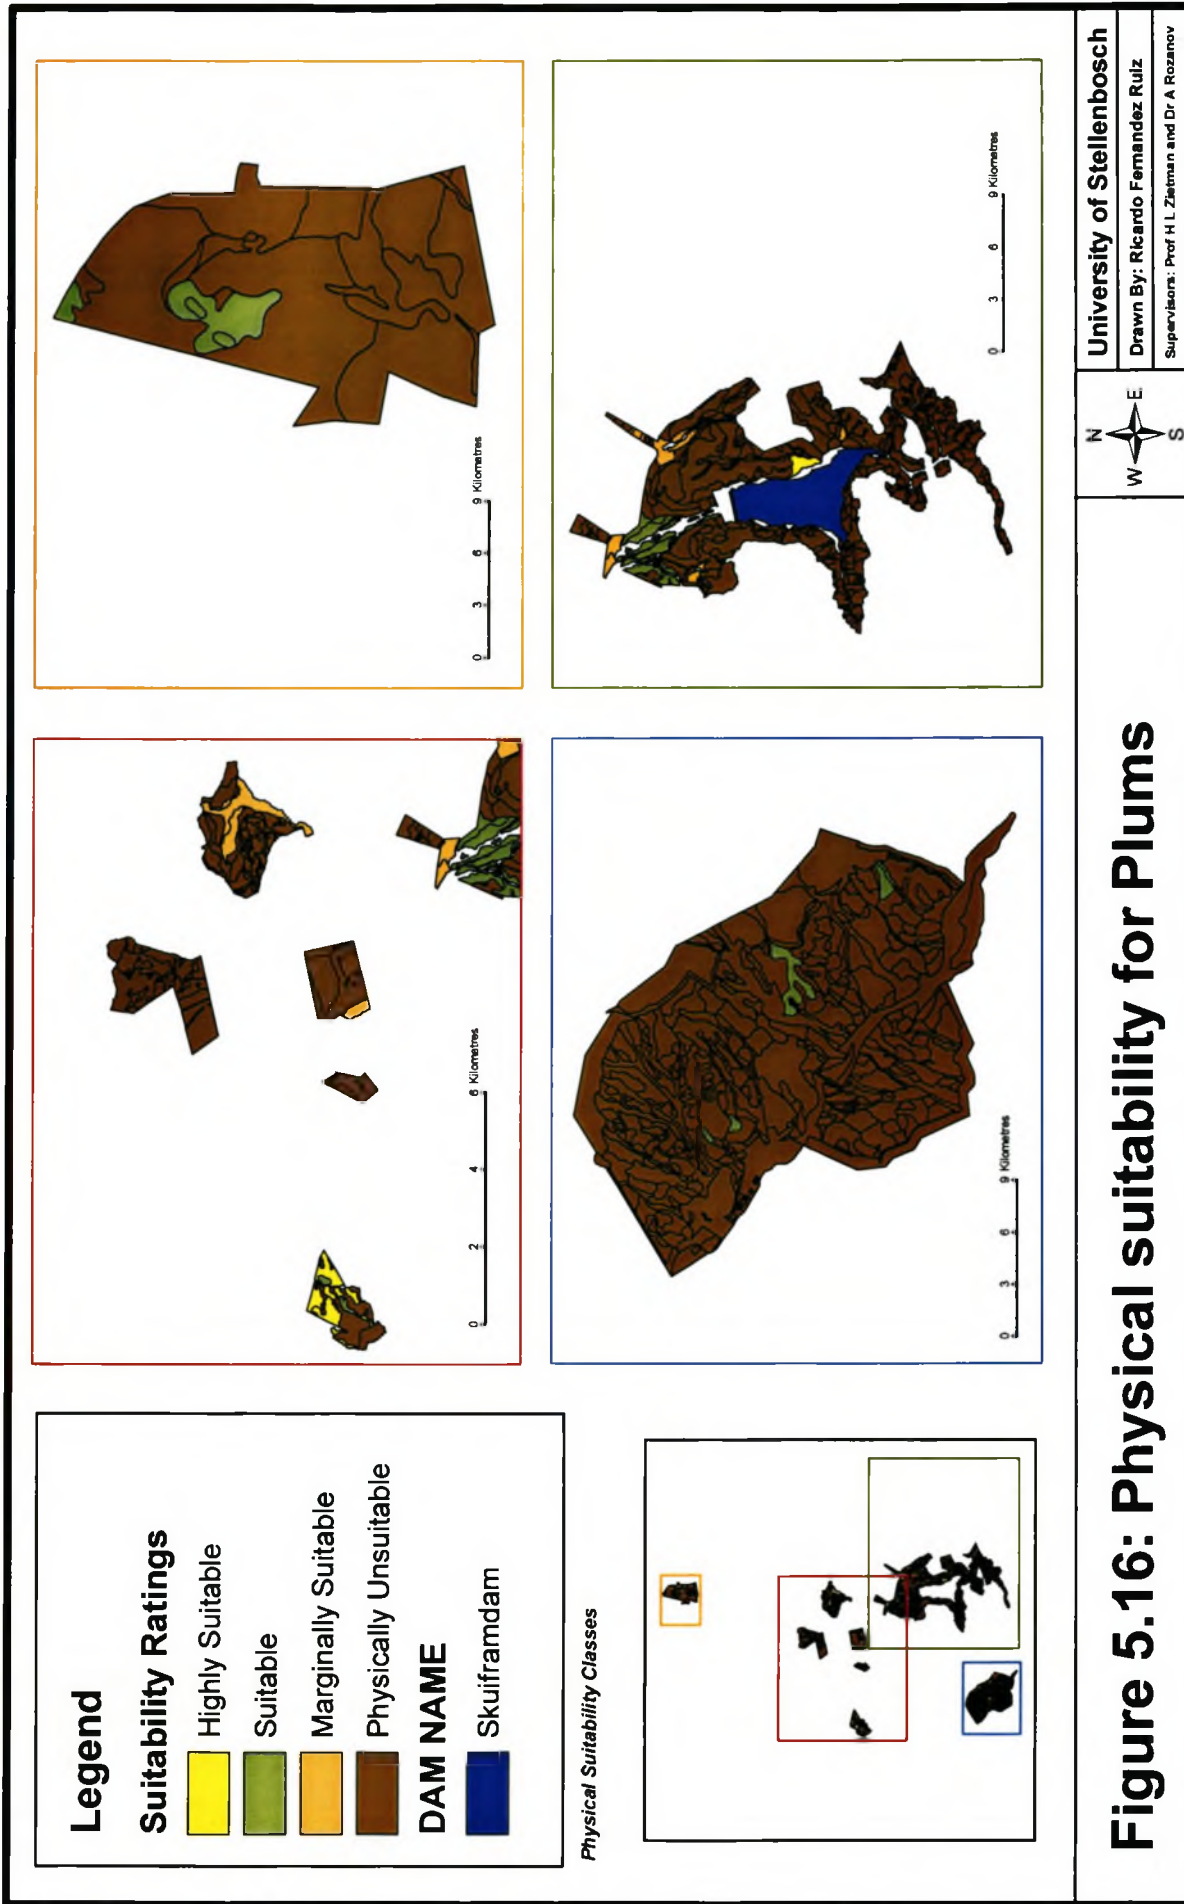 Legend
Suitability Ratings
Highly Suitable
Suitable
Marginally Suitable
Physically Unsuitable
DAM NAME
Skuiframdam
Physical Suitability Classes
0 2 4 6 Kilometres
0 3 6 9 Kilometres
0 3 6 9 Kilometres
0 3 6 9 Kilometres
Figure 5.16: Physical suitability for Plums
N
W E
S
University of Stellenbosch
Drawn By: Ricardo Fernandez Ruiz
Supervisors: Prof H L Zietman and Dr A Rozanov